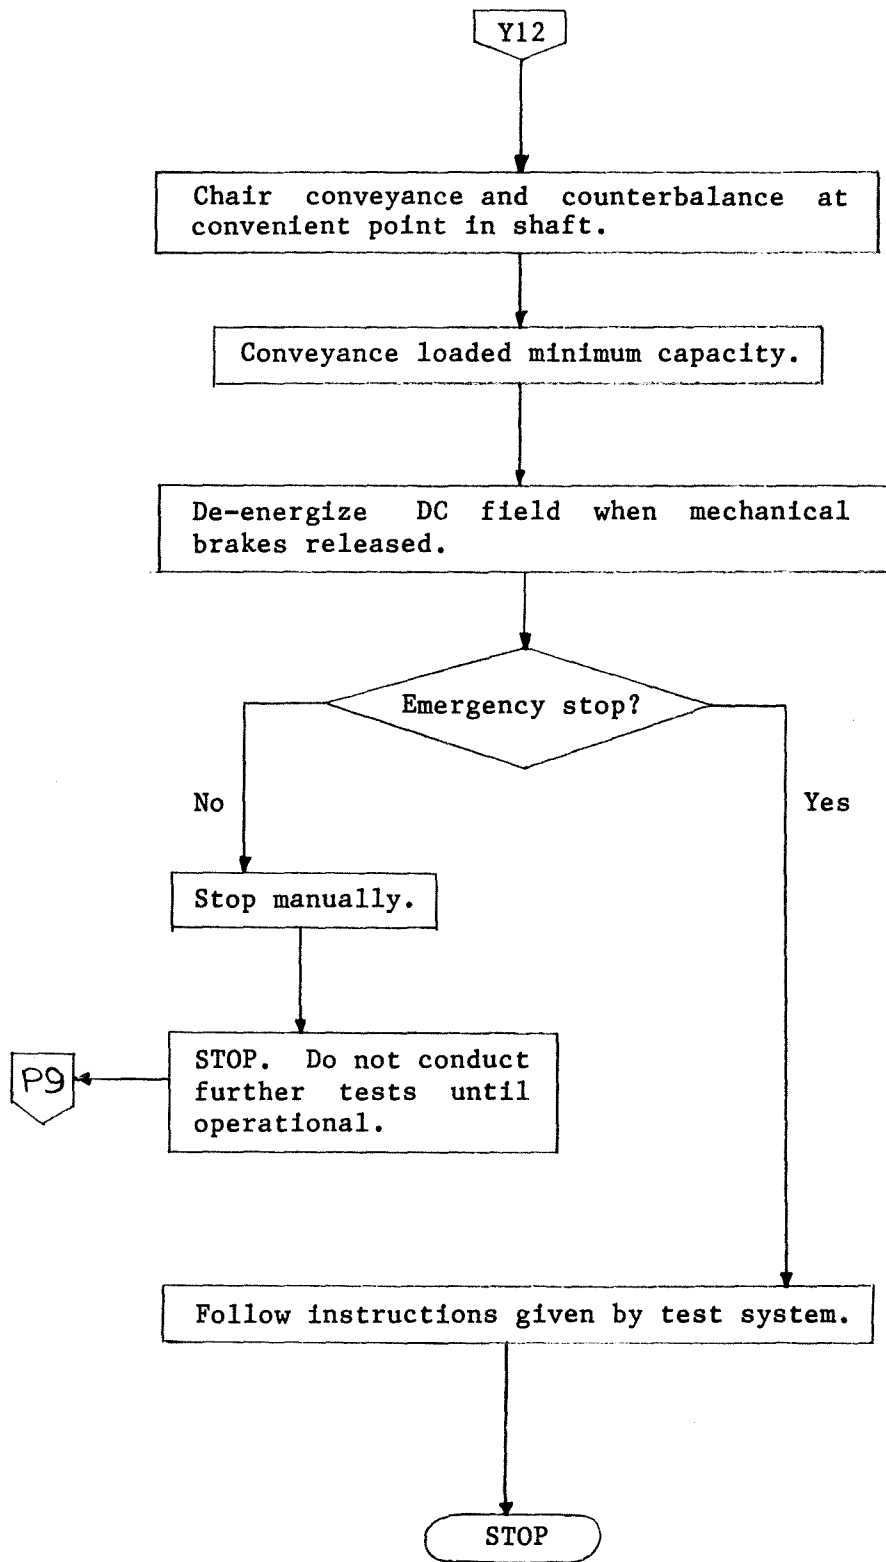 Y12
Chair conveyance and counterbalance at
convenient point in shaft.
Conveyance loaded minimum capacity.
De-energize DC field when mechanical
brakes released.
Emergency stop?
No
Yes
Stop manually.
STOP. Do not conduct
further tests until
operational.
P9
Follow instructions given by test system.
STOP